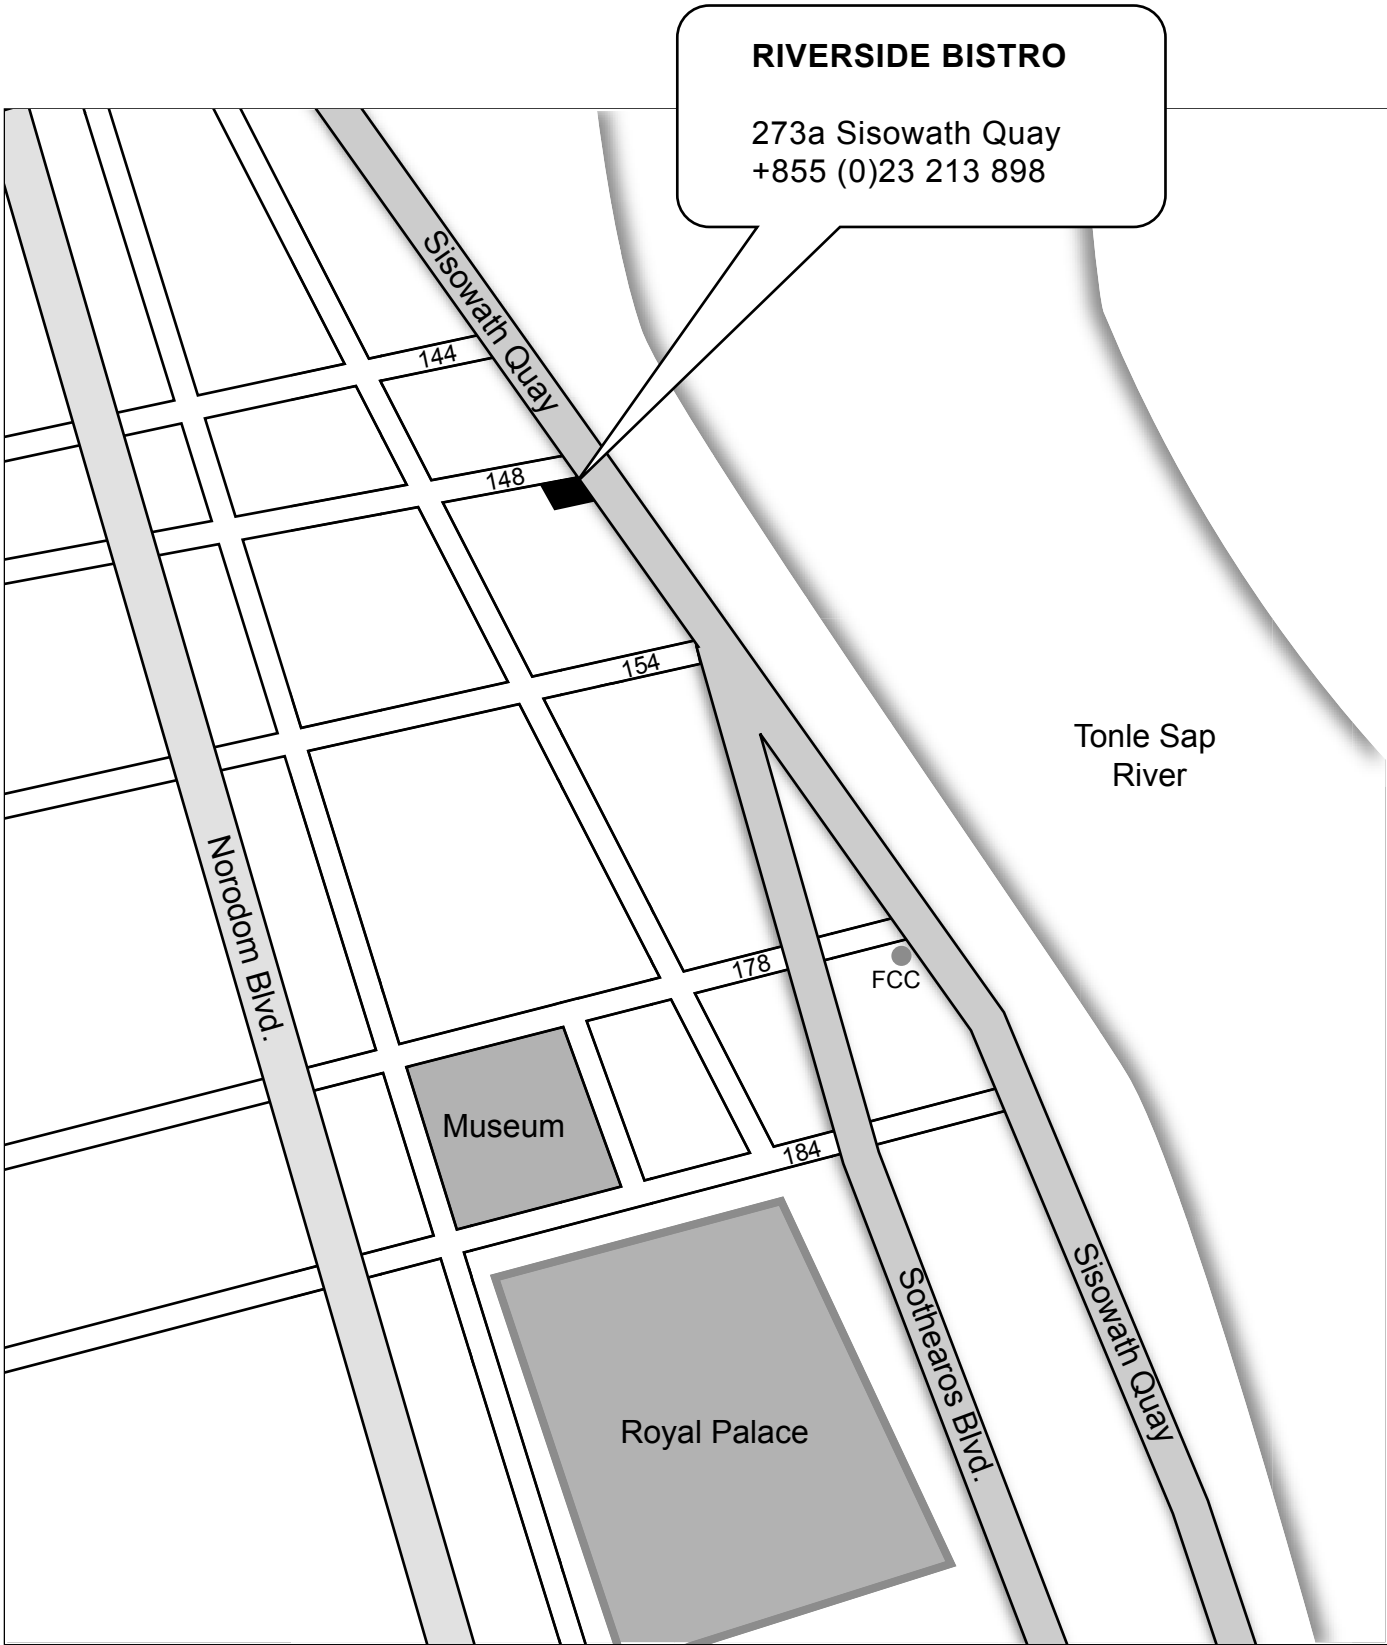 RIVERSIDE BISTRO
273a Sisowath Quay
+855 (0)23 213 898
Sisowath Quay
144
148
154
Tonle Sap
River
Norodom Blvd.
178
FCC
Museum
184
Sothearos Blvd.
Sisowath Quay
Royal Palace